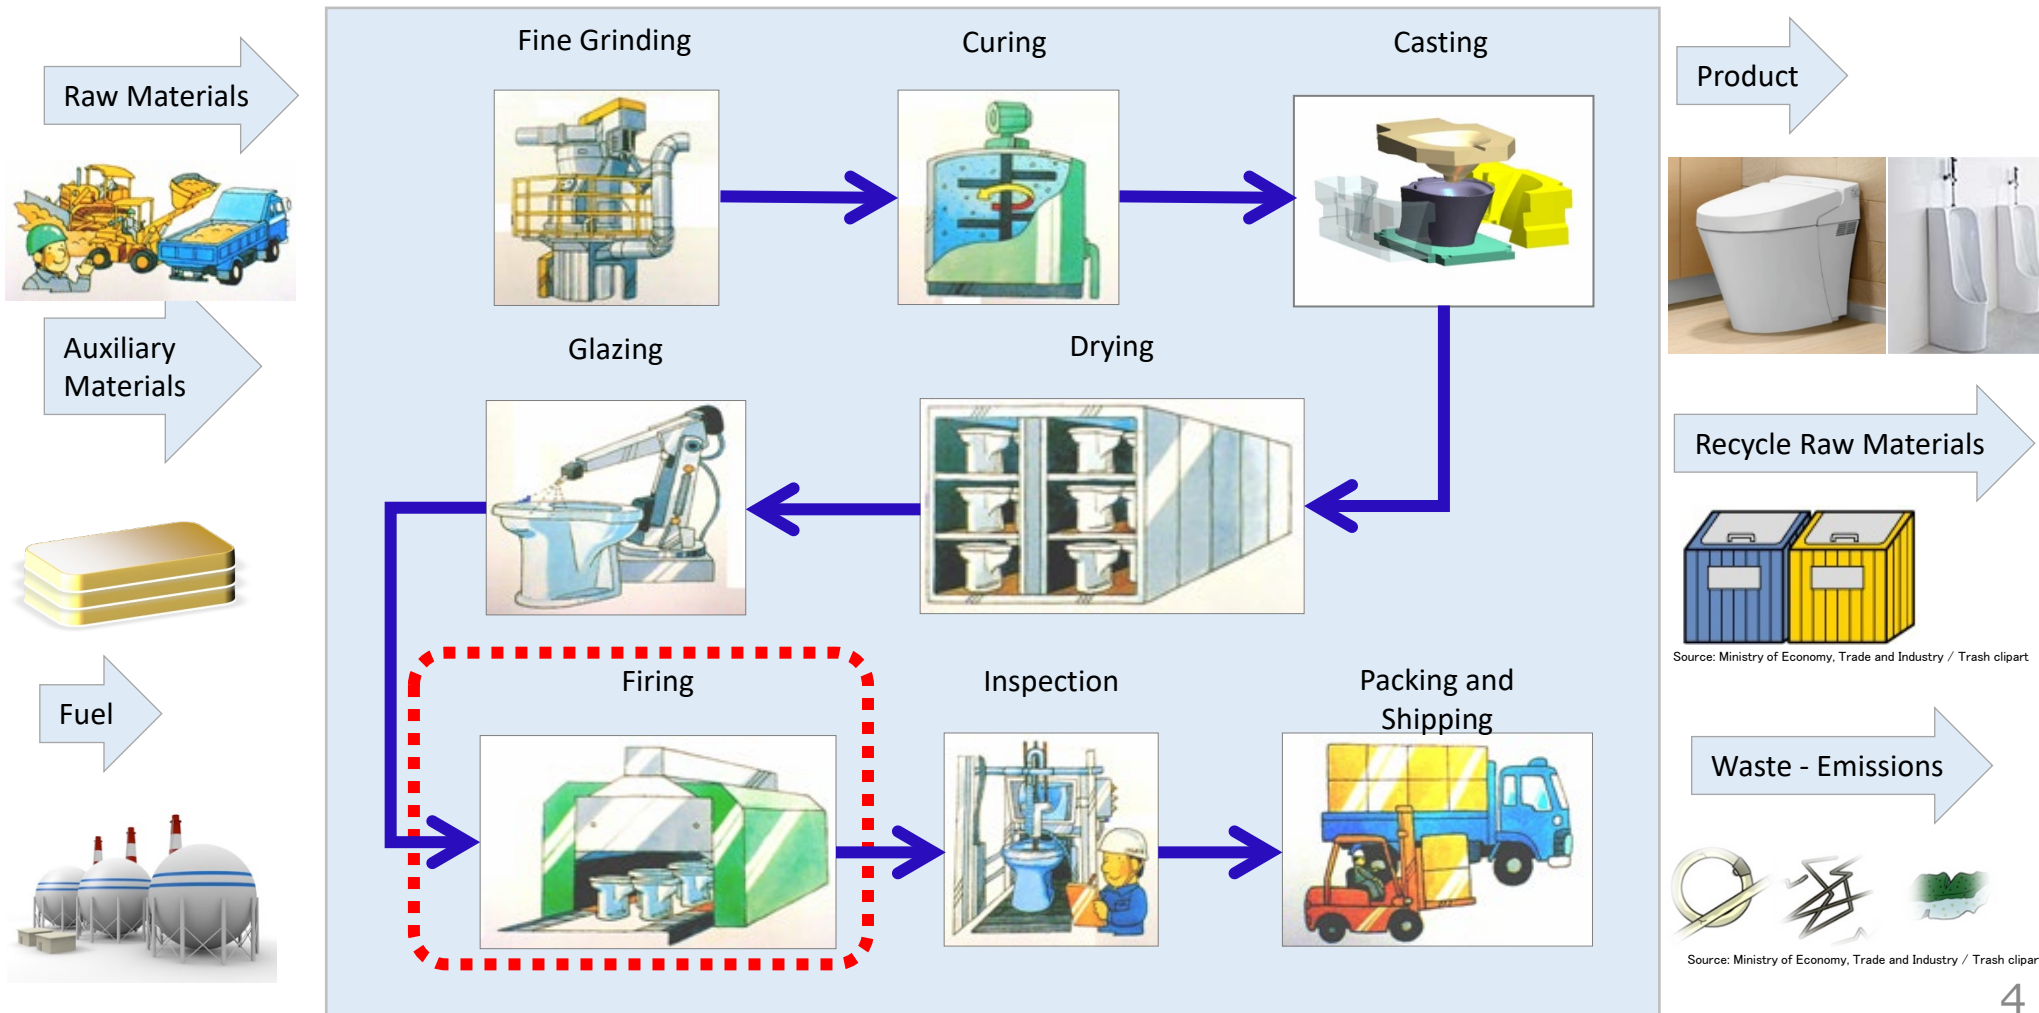 Raw Materials
Auxiliary
Materials
Fuel
Fine Grinding
Curing
Casting
Glazing
Drying
Firing
Inspection
Packing and
Shipping
Product
Recycle Raw Materials
Source: Ministry of Economy, Trade and Industry / Trash clipart
Waste - Emissions
Source: Ministry of Economy, Trade and Industry / Trash clipar
4